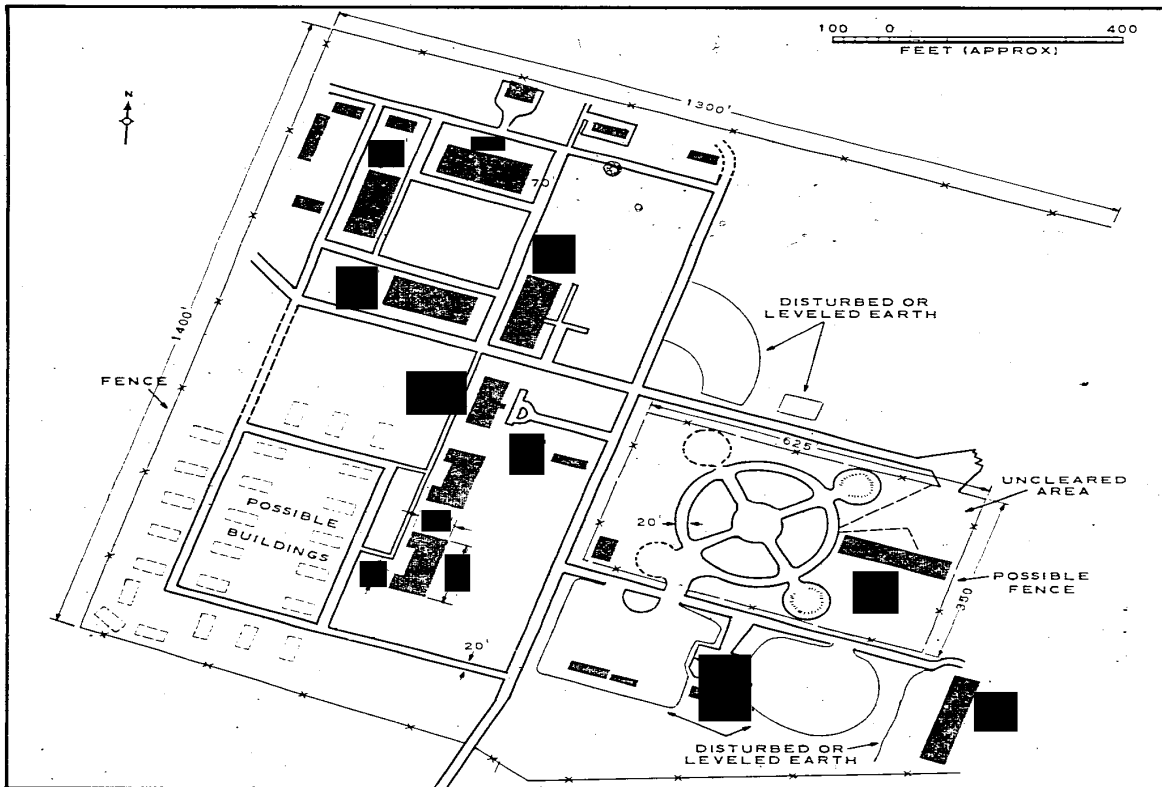 100 0 400
FEET (APPROX)
N
1300'
70'
1400'
DISTURBED OR
LEVELED EARTH
FENCE
625'
UNCLEARED
AREA
POSSIBLE
BUILDINGS
20'
POSSIBLE
FENCE
350'
20'
DISTURBED OR
LEVELED EARTH